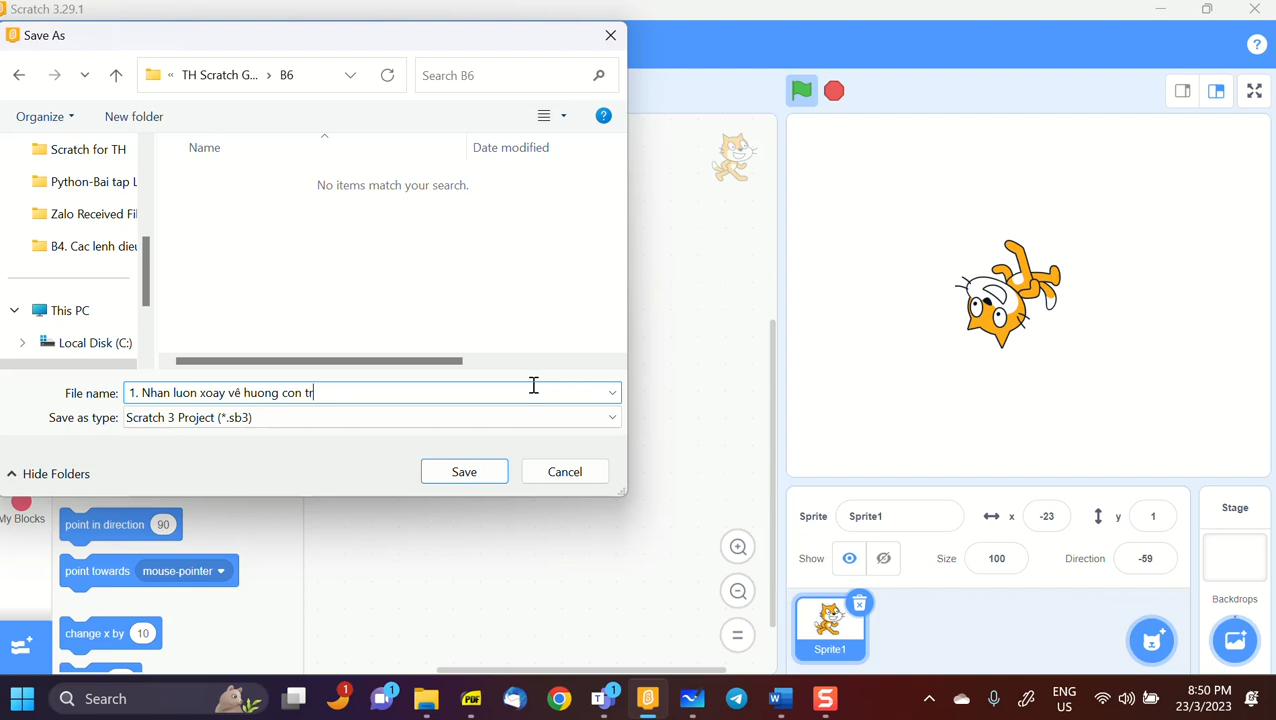 Scratch 3.29.1
Save As
« TH Scratch G... › B6
Search B6
Organize
New folder
Name
Date modified
No items match your search.
Scratch for TH
Python-Bai tap L
Zalo Received Fi
B4. Cac lenh dieu
This PC
Local Disk (C:)
File name: 1. Nhan luon xoay vê huong con tr
Save as type: Scratch 3 Project (*.sb3)
Hide Folders
Save
Cancel
My Blocks
point in direction 90
point towards mouse-pointer
change x by 10
Sprite Sprite1 x -23 y 1
Show Size 100 Direction -59
Sprite1
Stage
Backdrops
Search
1
1
1
PDF
ENG
US
8:50 PM
23/3/2023